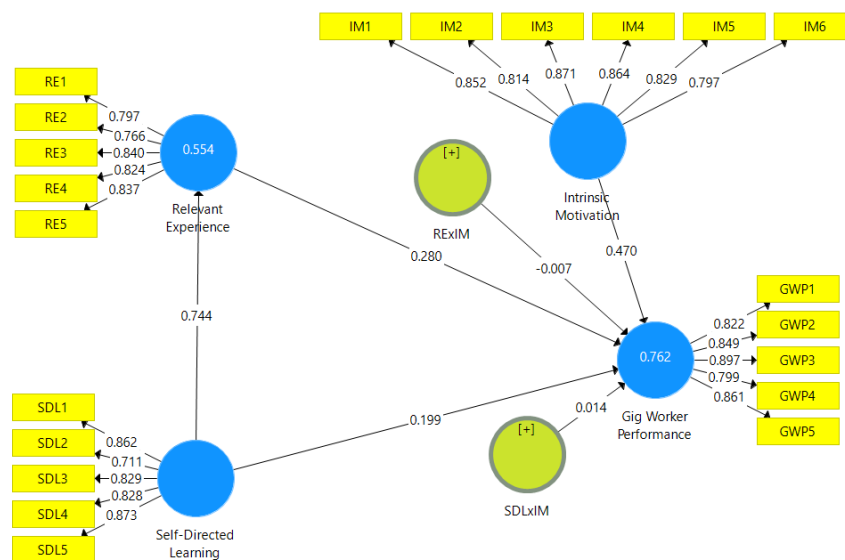 IM1
IM2
IM3
IM4
IM5
IM6
0.852
0.814
0.871
0.864
0.829
0.797
Intrinsic
Motivation
RE1
RE2
RE3
RE4
RE5
0.797
0.766
0.840
0.824
0.837
0.554
Relevant
Experience
[+]
RExIM
0.280
-0.007
0.470
0.744
GWP1
GWP2
GWP3
GWP4
GWP5
0.822
0.849
0.897
0.799
0.861
0.762
Gig Worker
Performance
SDL1
SDL2
SDL3
SDL4
SDL5
0.862
0.711
0.829
0.828
0.873
Self-Directed
Learning
0.199
0.014
[+]
SDLxIM